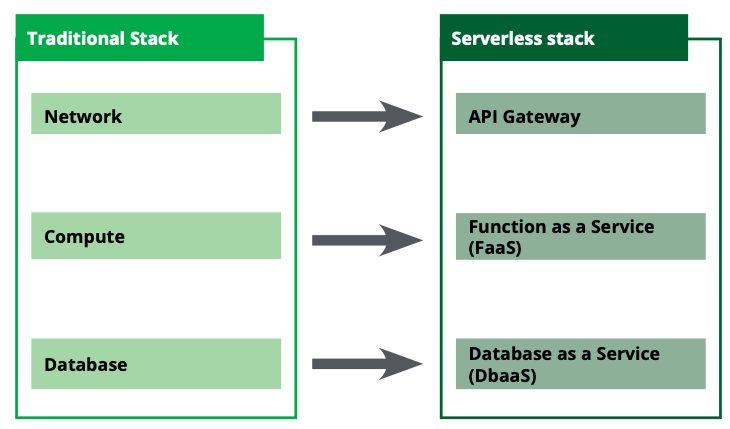 Traditional Stack
Serverless stack
Network
API Gateway
Compute
Function as a Service
(FaaS)
Database
Database as a Service
(DbaaS)